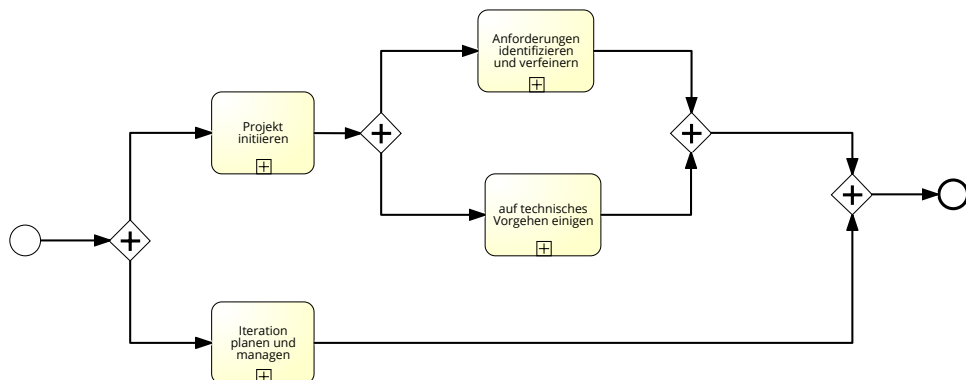 Anforderungen
identifizieren
und verfeinern
Projekt
initiieren
auf technisches
Vorgehen einigen
Iteration
planen und
managen